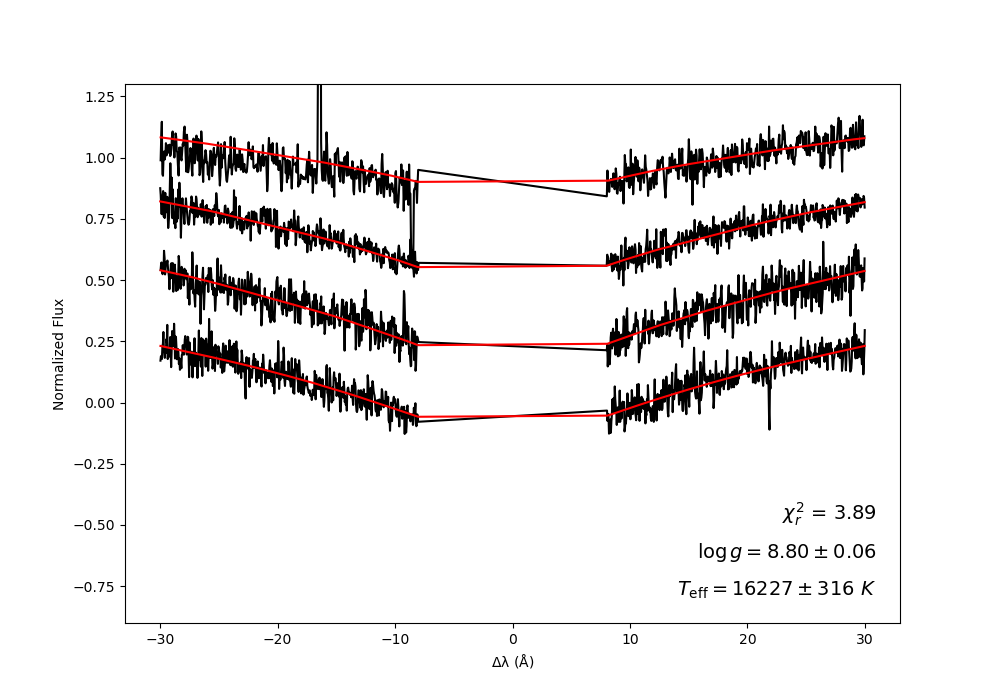 1.25
1.00
0.75
0.50
0.25
0.00
−0.25
−0.50
−0.75
Normalized Flux
χ²ᵣ = 3.89
log g = 8.80 ± 0.06
T_eff = 16227 ± 316 K
−30 −20 −10 0 10 20 30
Δλ (Å)